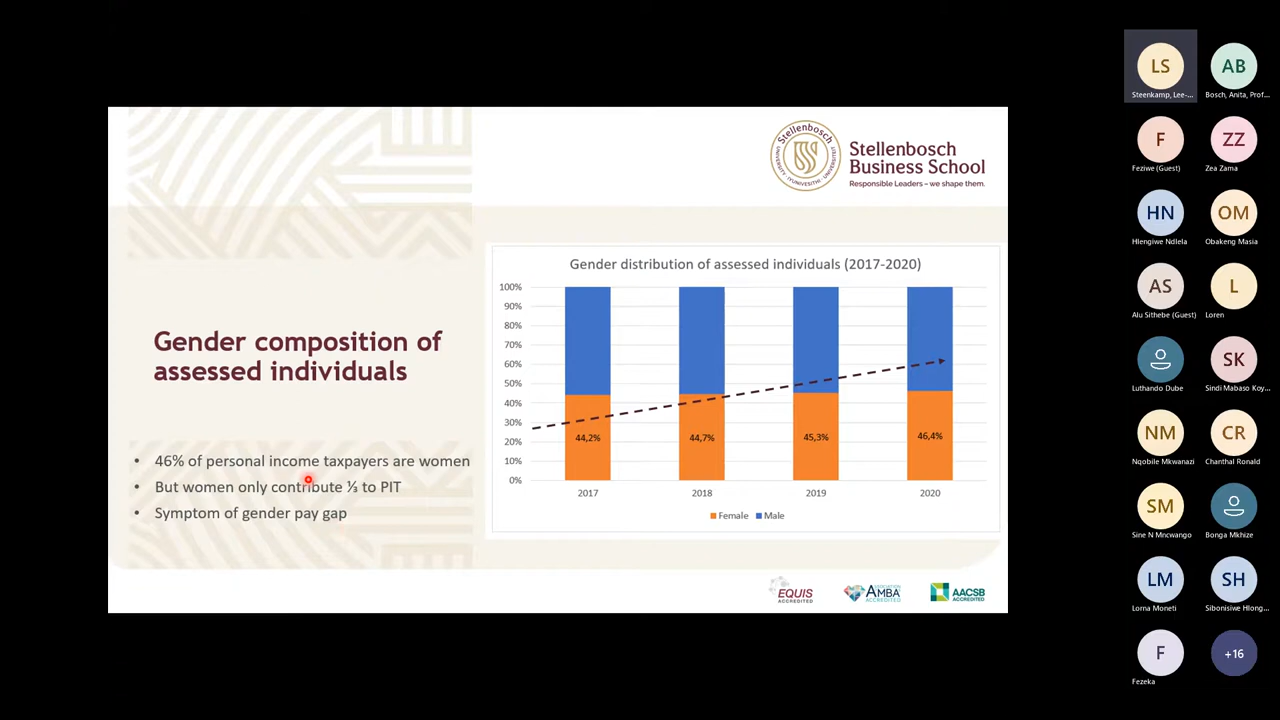 Stellenbosch
UNIVERSITY · IYUNIVESITHI · UNIVERSITEIT
Stellenbosch
Business School
Responsible Leaders – we shape them.
Gender composition of
assessed individuals
• 46% of personal income taxpayers are women
• But women only contribute ⅓ to PIT
• Symptom of gender pay gap
Gender distribution of assessed individuals (2017-2020)
100%
90%
80%
70%
60%
50%
40%
30%
20%
10%
0%
44,2%
44,7%
45,3%
46,4%
2017
2018
2019
2020
Female Male
EQUIS
ACCREDITED
ASSOCIATION
AMBA
ACCREDITED
AACSB
ACCREDITED
LS
Steenkamp, Lee-...
AB
Bosch, Anita, Prof...
F
Feziwe (Guest)
ZZ
Zea Zama
HN
Hlengiwe Ndlela
OM
Obakeng Masia
AS
Alu Sithebe (Guest)
L
Loren
Luthando Dube
SK
Sindi Mabaso Koy...
NM
Nqobile Mkwanazi
CR
Chanthal Ronald
SM
Sine N Mncwango
Bonga Mkhize
LM
Lorna Moneti
SH
Sibonisiwe Hlong...
F
Fezeka
+16